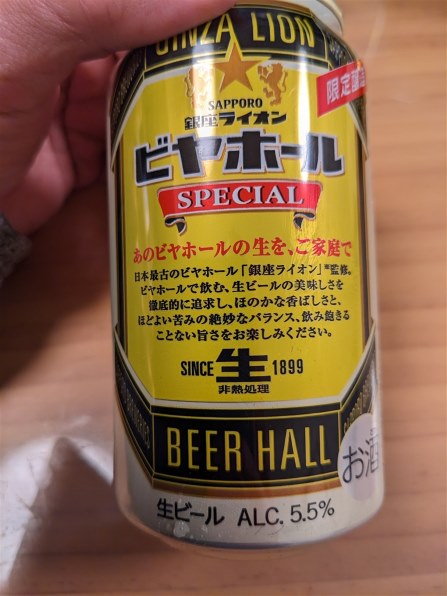 GINZA LION
限定醸造
SAPPORO
銀座ライオン
ビヤホール
SPECIAL
あのビヤホールの生を、ご家庭で
日本最古のビヤホール「銀座ライオン」※監修。
ビヤホールで飲む、生ビールの美味しさを
徹底的に追求し、ほのかな香ばしさと、
ほどよい苦みの絶妙なバランス、飲み飽きる
ことない旨さをお楽しみください。
SINCE 生 1899
非熱処理
BEER HALL
お酒
生ビール ALC. 5.5%